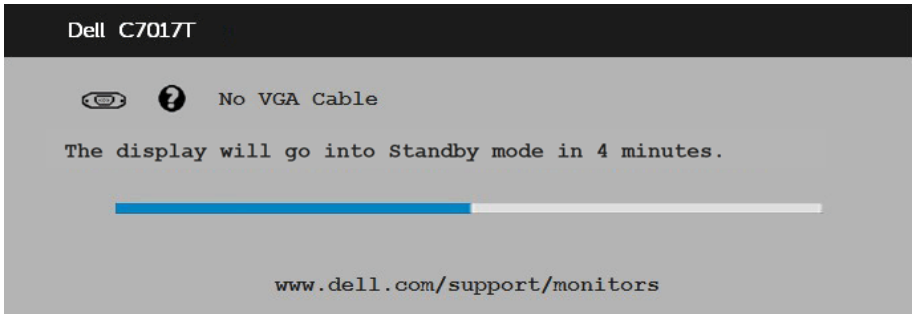 Dell C7017T
No VGA Cable
The display will go into Standby mode in 4 minutes.
www.dell.com/support/monitors